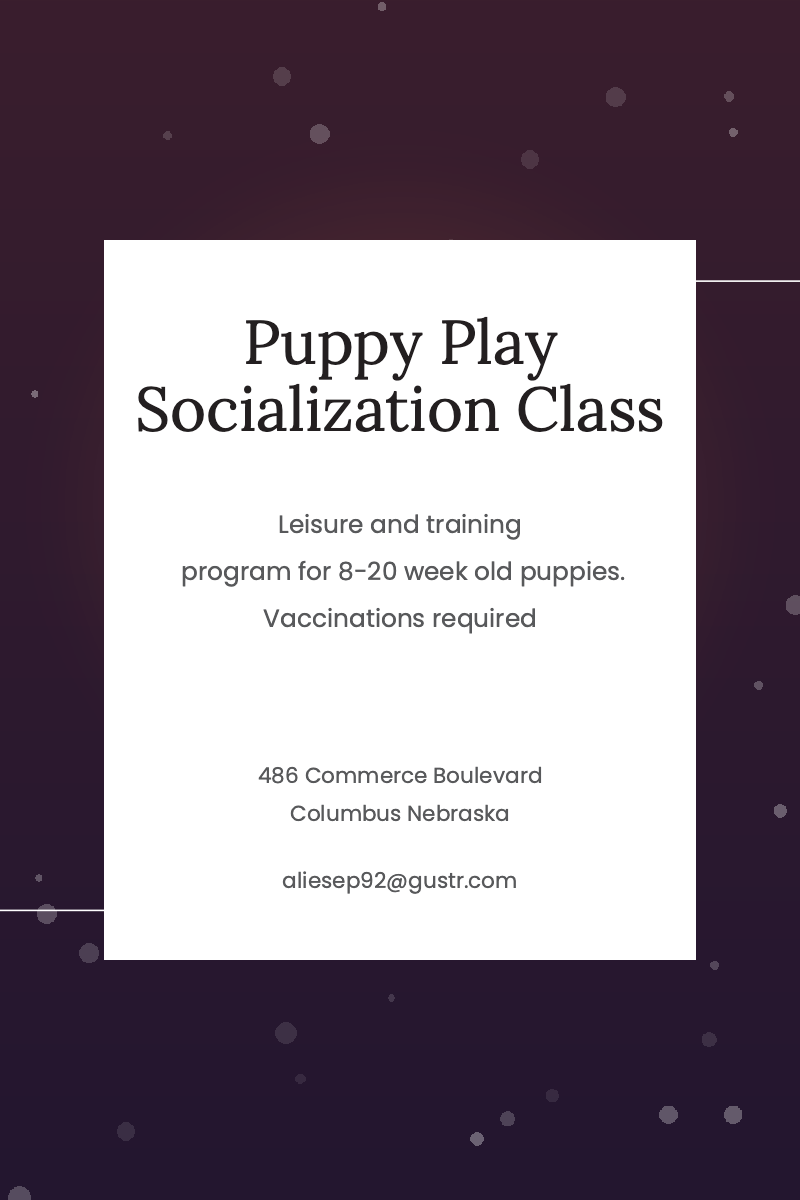 Puppy Play
Socialization Class
Leisure and training
program for 8-20 week old puppies.
Vaccinations required
486 Commerce Boulevard
Columbus Nebraska
aliesep92@gustr.com